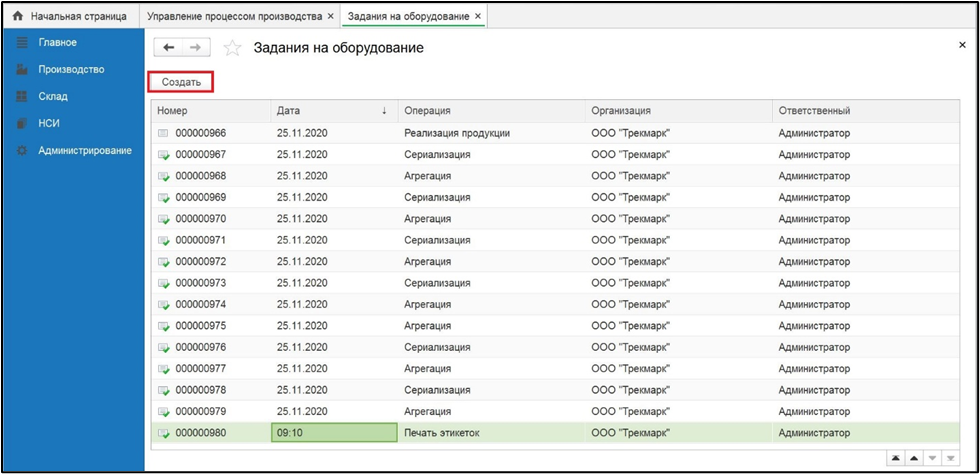 Начальная страница Управление процессом производства × Задания на оборудование ×
Главное
Производство
Склад
НСИ
Администрирование
Задания на оборудование
Создать
Номер Дата ↓ Операция Организация Ответственный
000000966 25.11.2020 Реализация продукции ООО "Трекмарк" Администратор
000000967 25.11.2020 Сериализация ООО "Трекмарк" Администратор
000000968 25.11.2020 Агрегация ООО "Трекмарк" Администратор
000000969 25.11.2020 Сериализация ООО "Трекмарк" Администратор
000000970 25.11.2020 Агрегация ООО "Трекмарк" Администратор
000000971 25.11.2020 Сериализация ООО "Трекмарк" Администратор
000000972 25.11.2020 Агрегация ООО "Трекмарк" Администратор
000000973 25.11.2020 Сериализация ООО "Трекмарк" Администратор
000000974 25.11.2020 Агрегация ООО "Трекмарк" Администратор
000000975 25.11.2020 Агрегация ООО "Трекмарк" Администратор
000000976 25.11.2020 Сериализация ООО "Трекмарк" Администратор
000000977 25.11.2020 Агрегация ООО "Трекмарк" Администратор
000000978 25.11.2020 Сериализация ООО "Трекмарк" Администратор
000000979 25.11.2020 Агрегация ООО "Трекмарк" Администратор
000000980 09:10 Печать этикеток ООО "Трекмарк" Администратор